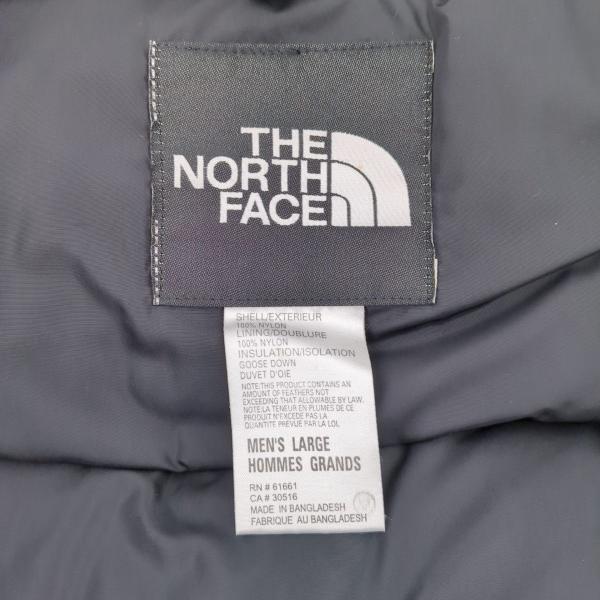 THE
NORTH
FACE
SHELL/EXTERIEUR
100% NYLON
LINING/DOUBLURE
100% NYLON
INSULATION/ISOLATION
GOOSE DOWN
DUVET D'OIE
NOTE:THIS PRODUCT CONTAINS AN
AMOUNT OF FEATHERS NOT
EXCEEDING THAT ALLOWABLE BY LAW.
NOTE:LA TENEUR EN PLUMES DE CE
PRODUIT N'EXCEDE PAS LA
QUANTITÉ PRÉVUE PAR LA LOL
MEN'S LARGE
HOMMES GRANDS
RN # 61661
CA # 30516
MADE IN BANGLADESH
FABRIQUE AU BANGLADESH